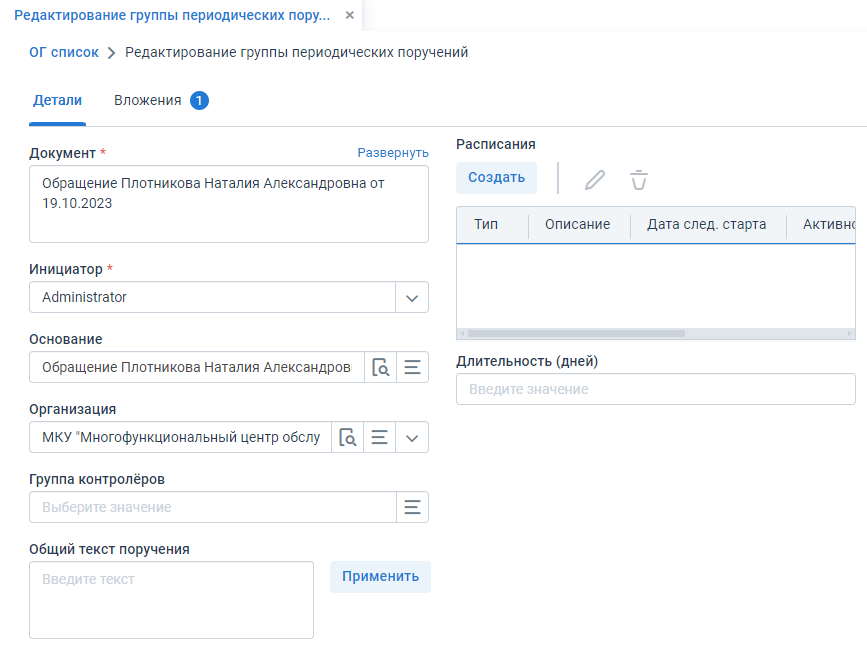 Редактирование группы периодических пору...
ОГ список Редактирование группы периодических поручений
Детали Вложения 1
Документ * Развернуть
Обращение Плотникова Наталия Александровна от
19.10.2023
Инициатор *
Administrator
Основание
Обращение Плотникова Наталия Александров
Организация
МКУ "Многофункциональный центр обслу
Группа контролёров
Выберите значение
Общий текст поручения
Введите текст
Применить
Расписания
Создать
Тип Описание Дата след. старта Активно
Длительность (дней)
Введите значение